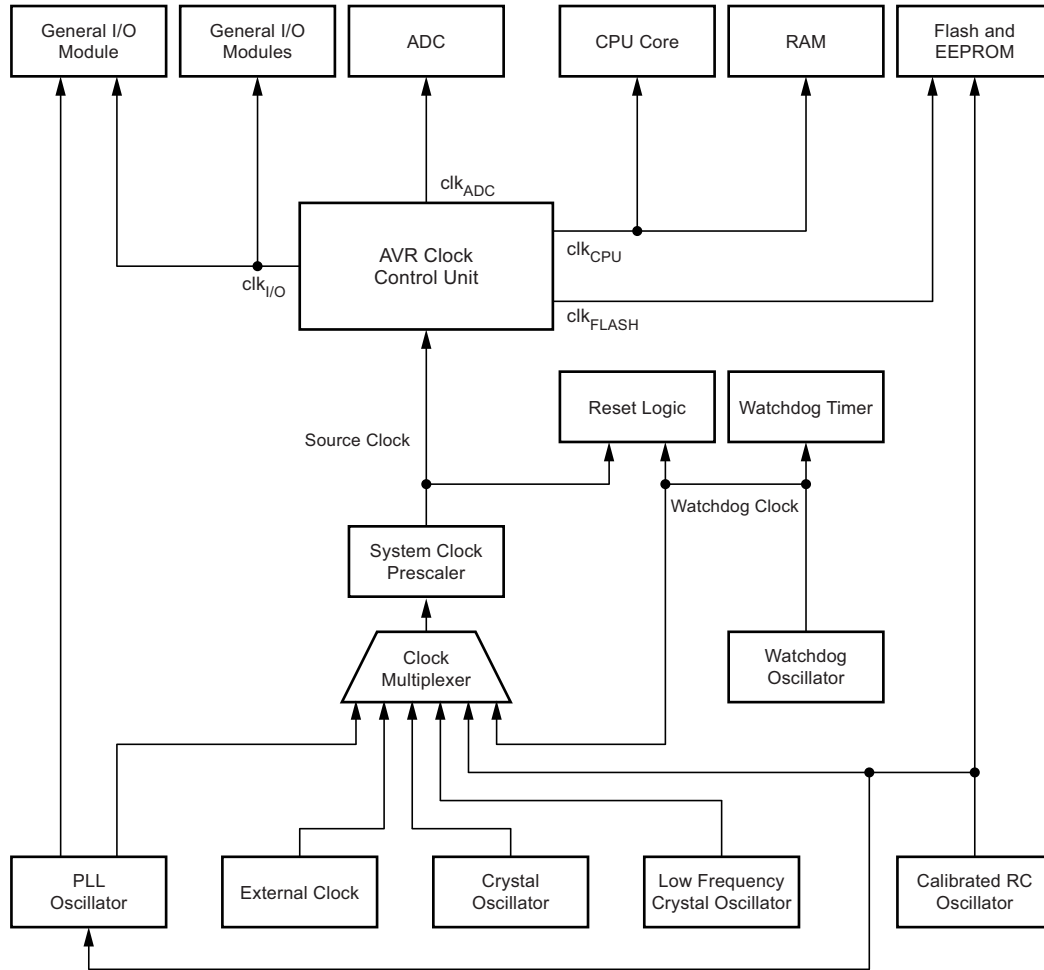 General I/O
Module
General I/O
Modules
ADC
CPU Core
RAM
Flash and
EEPROM
clkADC
AVR Clock
Control Unit
clkI/O
clkCPU
clkFLASH
Source Clock
Reset Logic
Watchdog Timer
Watchdog Clock
System Clock
Prescaler
Clock
Multiplexer
Watchdog
Oscillator
PLL
Oscillator
External Clock
Crystal
Oscillator
Low Frequency
Crystal Oscillator
Calibrated RC
Oscillator